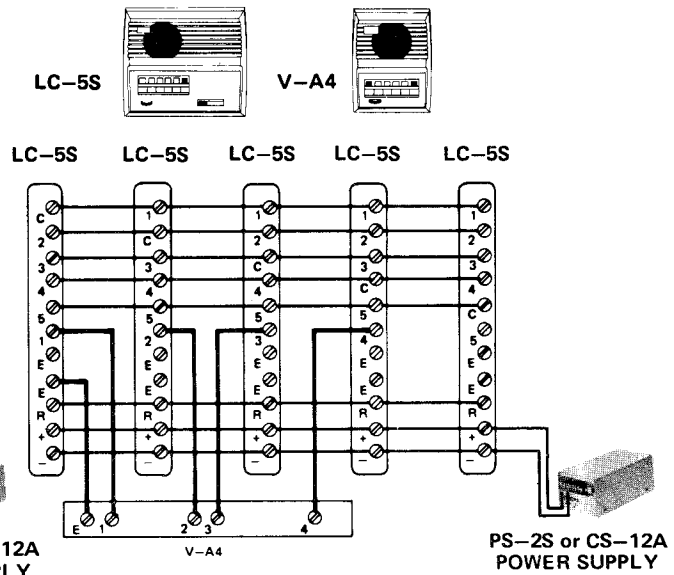 LC-5S
V-A4
LC-5S LC-5S LC-5S LC-5S LC-5S
C 1 1 1 1
2 C 2 2 2
3 3 C 3 3
4 4 4 C 4
5 5 5 5 C
1 2 3 4 5
E E E E E
E E E E E
R R R R R
+ + + + +
− − − − −
E 1 2 3 4
V-A4
12A
LY
PS-2S or CS-12A
POWER SUPPLY